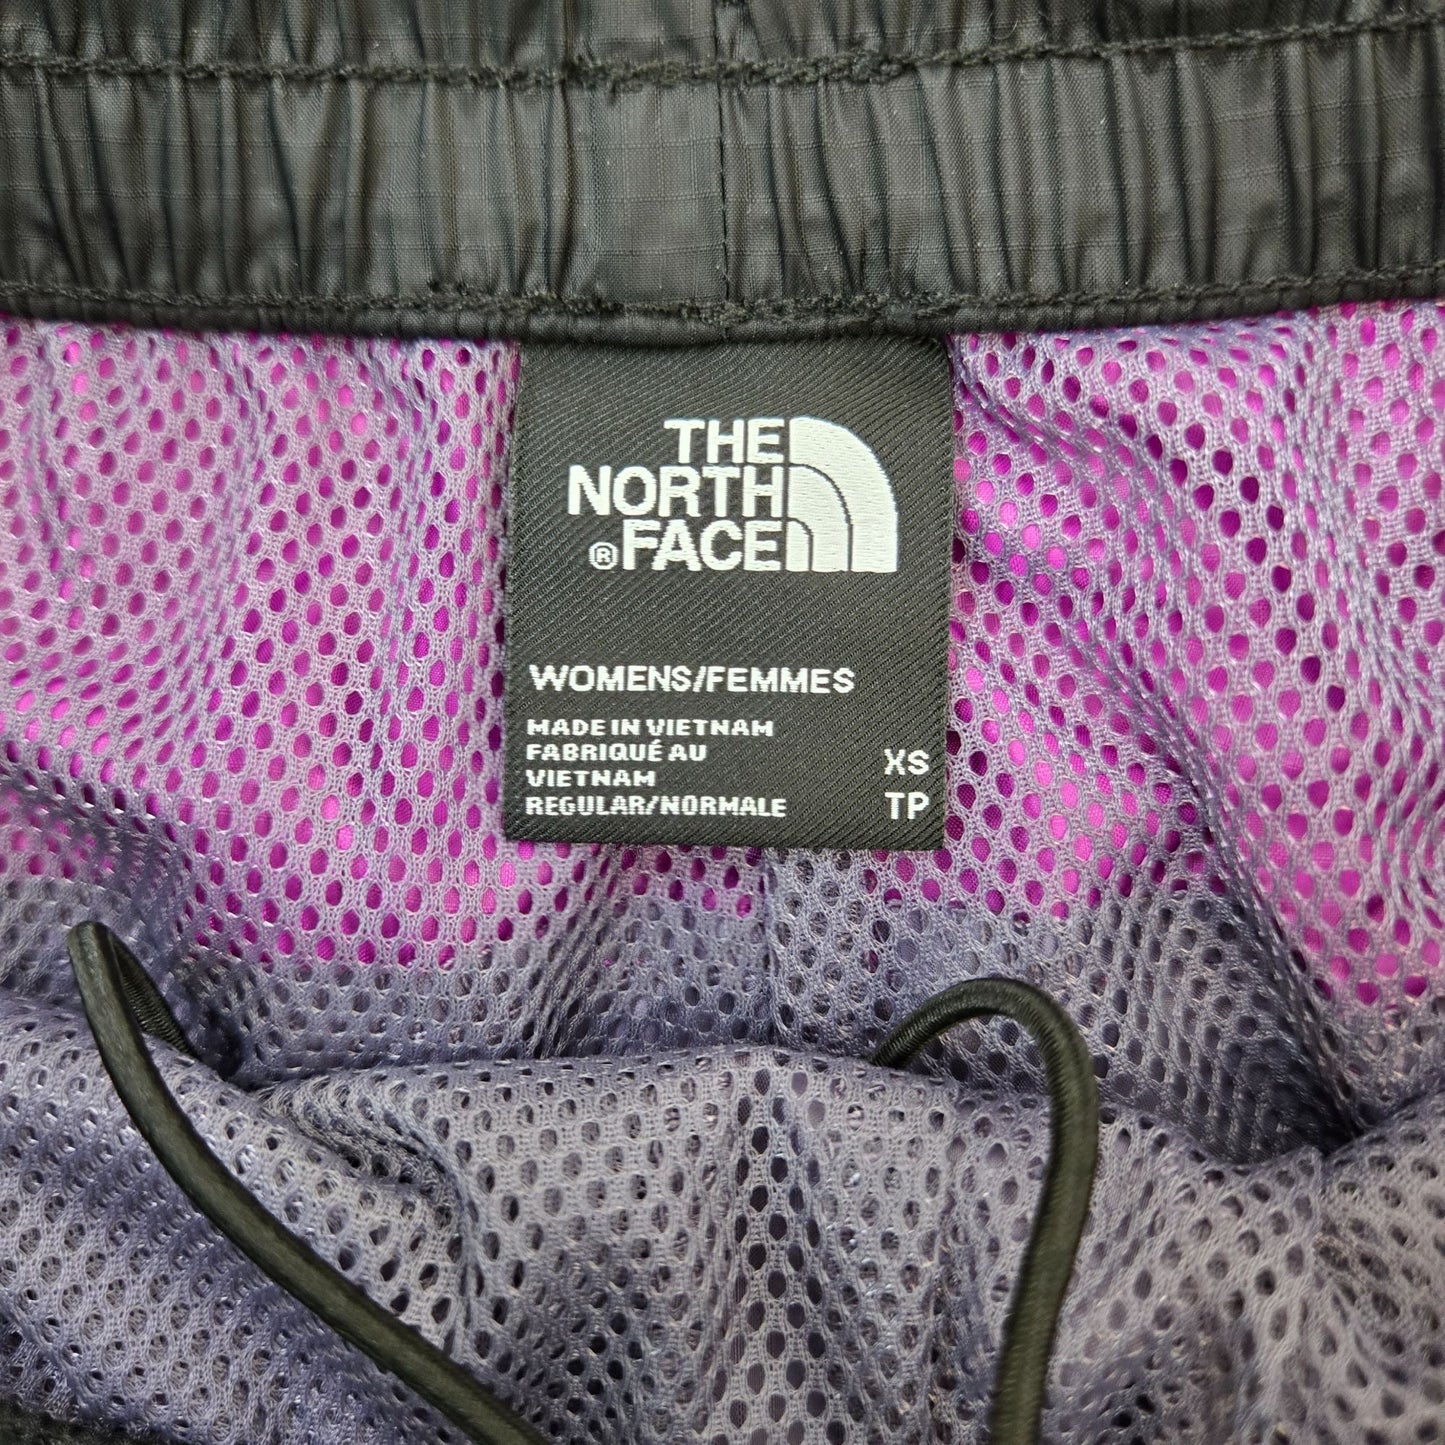 THE
NORTH
® FACE
WOMENS/FEMMES
MADE IN VIETNAM
FABRIQUÉ AU
VIETNAM
REGULAR/NORMALE
XS
TP